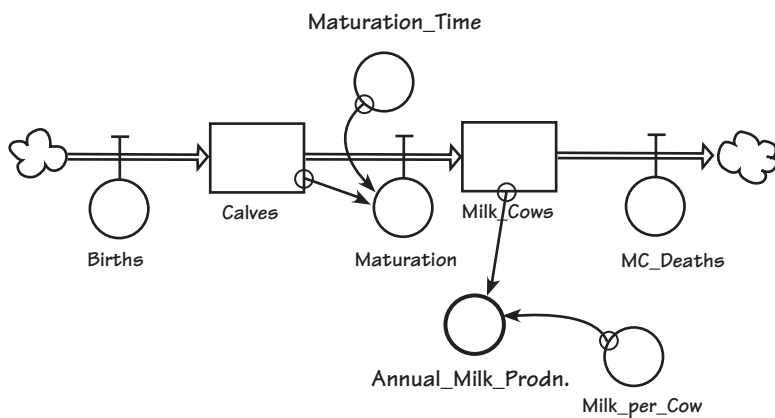 Maturation_Time
Calves
Milk_Cows
Births
Maturation
MC_Deaths
Annual_Milk_Prodn.
Milk_per_Cow